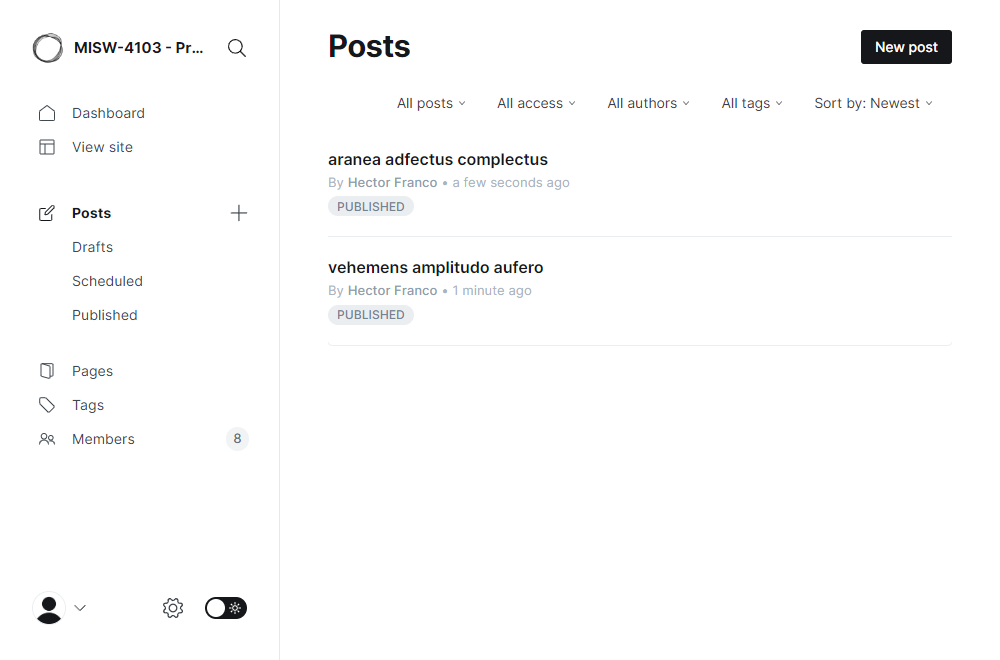 MISW-4103 - Pr...
Dashboard
View site
Posts
Drafts
Scheduled
Published
Pages
Tags
Members 8
Posts
New post
All posts All access All authors All tags Sort by: Newest
aranea adfectus complectus
By Hector Franco • a few seconds ago
PUBLISHED
vehemens amplitudo aufero
By Hector Franco • 1 minute ago
PUBLISHED